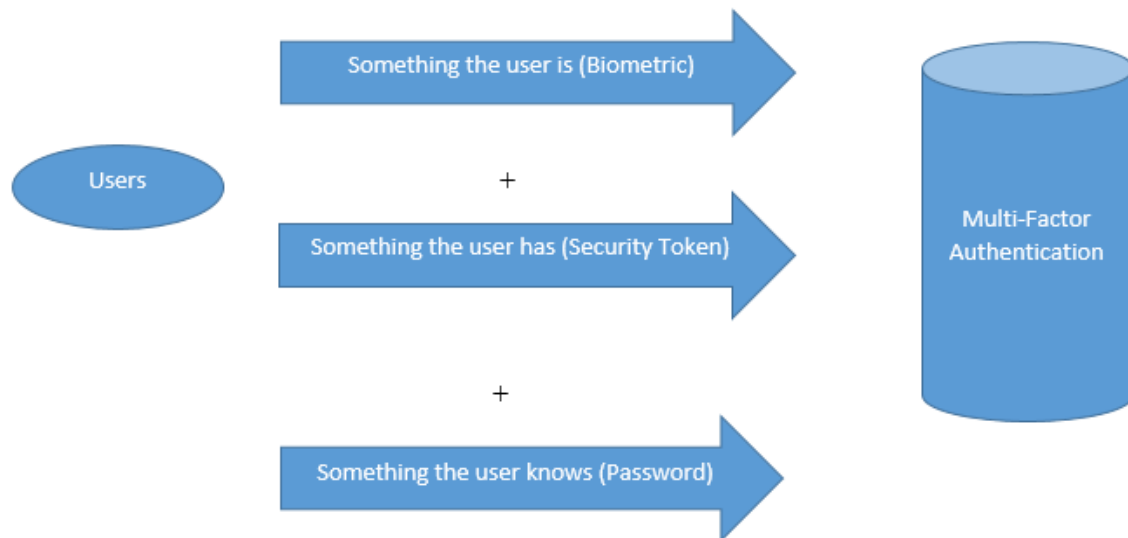 Something the user is (Biometric)
Users
+
Something the user has (Security Token)
Multi-Factor
Authentication
+
Something the user knows (Password)